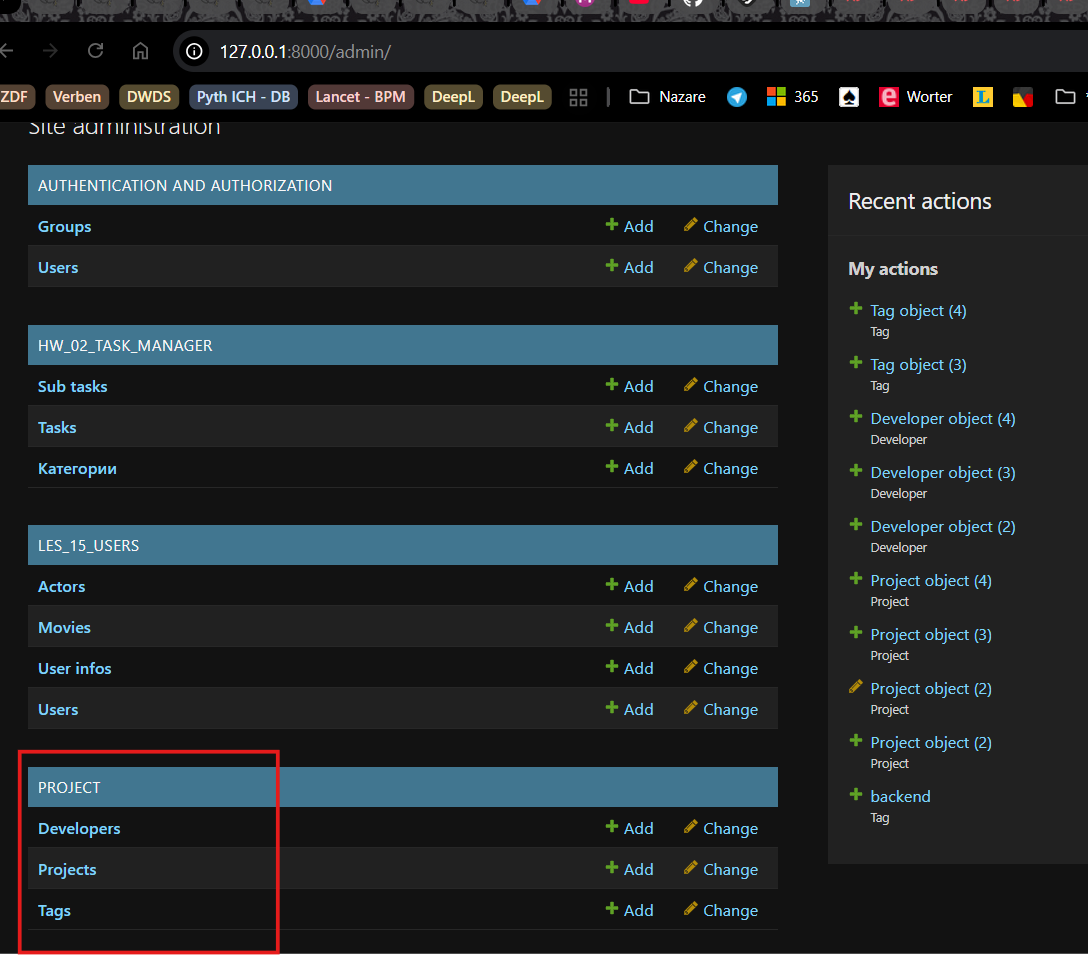 127.0.0.1:8000/admin/
ZDF Verben DWDS Pyth ICH - DB Lancet - BPM DeepL DeepL Nazare 365 Worter
Site administration
AUTHENTICATION AND AUTHORIZATION
Groups Add Change
Users Add Change
HW_02_TASK_MANAGER
Sub tasks Add Change
Tasks Add Change
Категории Add Change
LES_15_USERS
Actors Add Change
Movies Add Change
User infos Add Change
Users Add Change
PROJECT
Developers Add Change
Projects Add Change
Tags Add Change
Recent actions
My actions
Tag object (4)
Tag
Tag object (3)
Tag
Developer object (4)
Developer
Developer object (3)
Developer
Developer object (2)
Developer
Project object (4)
Project
Project object (3)
Project
Project object (2)
Project
Project object (2)
Project
backend
Tag